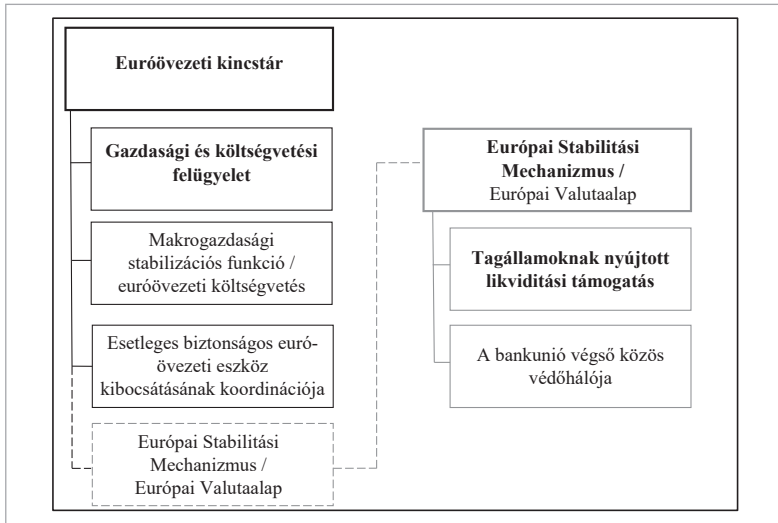 Euróövezeti kincstár
Gazdasági és költségvetési
felügyelet
Makrogazdasági
stabilizációs funkció /
euróövezeti költségvetés
Esetleges biztonságos euró-
övezeti eszköz
kibocsátásának koordinációja
Európai Stabilitási
Mechanizmus /
Európai Valutaalap
Európai Stabilitási
Mechanizmus /
Európai Valutaalap
Tagállamoknak nyújtott
likviditási támogatás
A bankunió végső közös
védőhálója